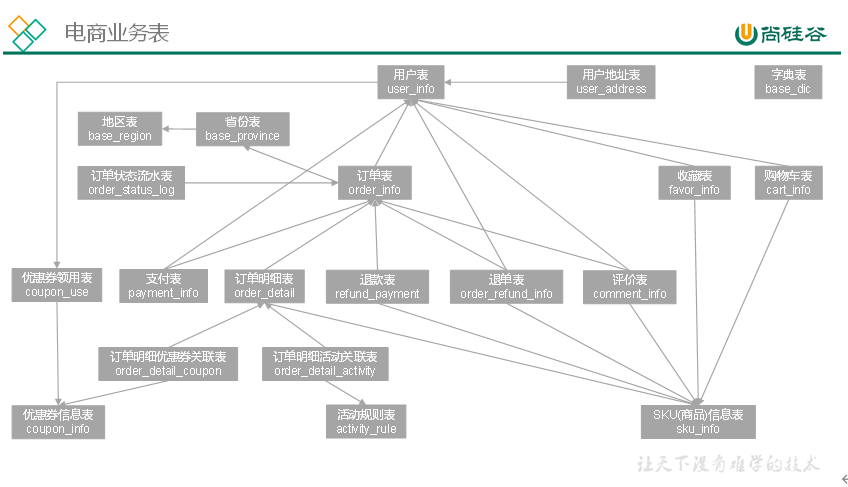 电商业务表
尚硅谷
用户表
user_info
用户地址表
user_address
字典表
base_dic
地区表
base_region
省份表
base_province
订单状态流水表
order_status_log
订单表
order_info
收藏表
favor_info
购物车表
cart_info
优惠券领用表
coupon_use
支付表
payment_info
订单明细表
order_detail
退款表
refund_payment
退单表
order_refund_info
评价表
comment_info
订单明细优惠券关联表
order_detail_coupon
订单明细活动关联表
order_detail_activity
优惠券信息表
coupon_info
活动规则表
activity_rule
SKU(商品)信息表
sku_info
让天下没有难学的技术